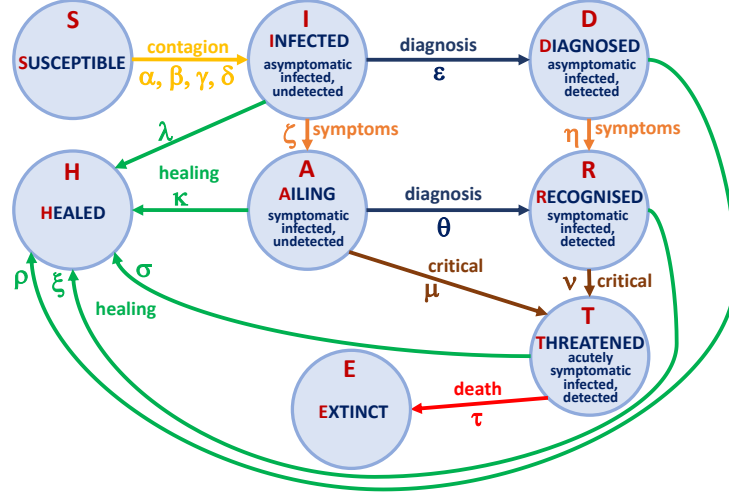 S
SUSCEPTIBLE
contagion
α, β, γ, δ
I
INFECTED
asymptomatic
infected,
undetected
diagnosis
ε
D
DIAGNOSED
asymptomatic
infected,
detected
λ
ζ symptoms
η symptoms
H
HEALED
healing
κ
A
AILING
symptomatic
infected,
undetected
diagnosis
θ
R
RECOGNISED
symptomatic
infected,
detected
ρ
ξ
σ
healing
critical
μ
ν critical
T
THREATENED
acutely
symptomatic
infected,
detected
E
EXTINCT
death
τ